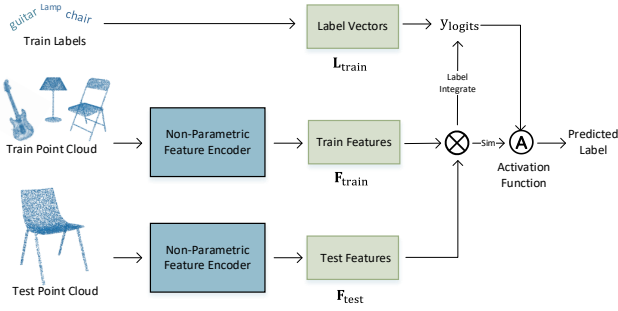 guitar Lamp chair
Train Labels
Label Vectors
L_train
y_logits
Label
Integrate
Train Point Cloud
Non-Parametric
Feature Encoder
Train Features
F_train
Sim
A
Activation
Function
Predicted
Label
Test Point Cloud
Non-Parametric
Feature Encoder
Test Features
F_test